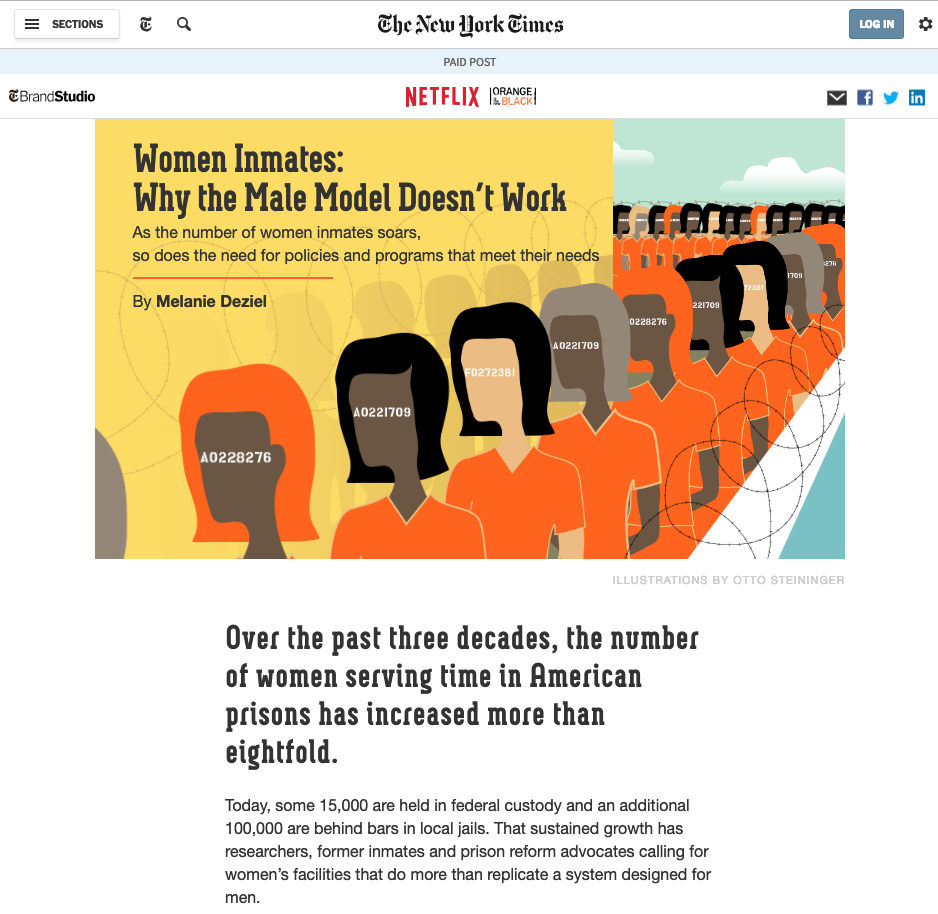 SECTIONS
The New York Times
LOG IN
PAID POST
TBrandStudio
NETFLIX
ORANGE
is the
BLACK
Women Inmates:
Why the Male Model Doesn't Work
As the number of women inmates soars,
so does the need for policies and programs that meet their needs
By Melanie Deziel
A0228276
A0221709
F0272381
A0221709
0228276
221709
72381
1709
276
ILLUSTRATIONS BY OTTO STEININGER
Over the past three decades, the number
of women serving time in American
prisons has increased more than
eightfold.
Today, some 15,000 are held in federal custody and an additional
100,000 are behind bars in local jails. That sustained growth has
researchers, former inmates and prison reform advocates calling for
women's facilities that do more than replicate a system designed for
men.